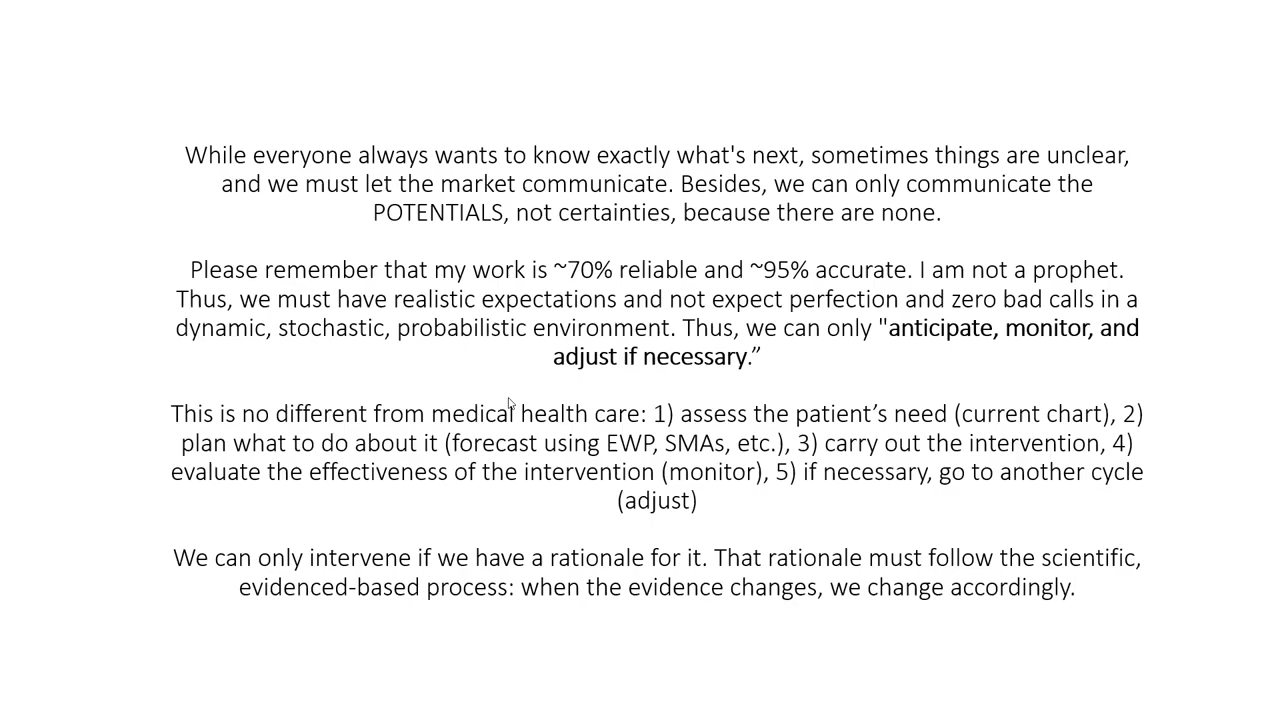 While everyone always wants to know exactly what's next, sometimes things are unclear,
and we must let the market communicate. Besides, we can only communicate the
POTENTIALS, not certainties, because there are none.
Please remember that my work is ~70% reliable and ~95% accurate. I am not a prophet.
Thus, we must have realistic expectations and not expect perfection and zero bad calls in a
dynamic, stochastic, probabilistic environment. Thus, we can only "anticipate, monitor, and
adjust if necessary.”
This is no different from medical health care: 1) assess the patient’s need (current chart), 2)
plan what to do about it (forecast using EWP, SMAs, etc.), 3) carry out the intervention, 4)
evaluate the effectiveness of the intervention (monitor), 5) if necessary, go to another cycle
(adjust)
We can only intervene if we have a rationale for it. That rationale must follow the scientific,
evidenced-based process: when the evidence changes, we change accordingly.